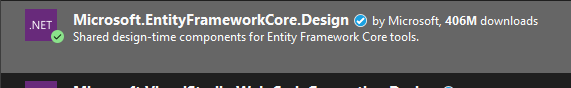 .NET
Microsoft.EntityFrameworkCore.Design by Microsoft, 406M downloads
Shared design-time components for Entity Framework Core tools.